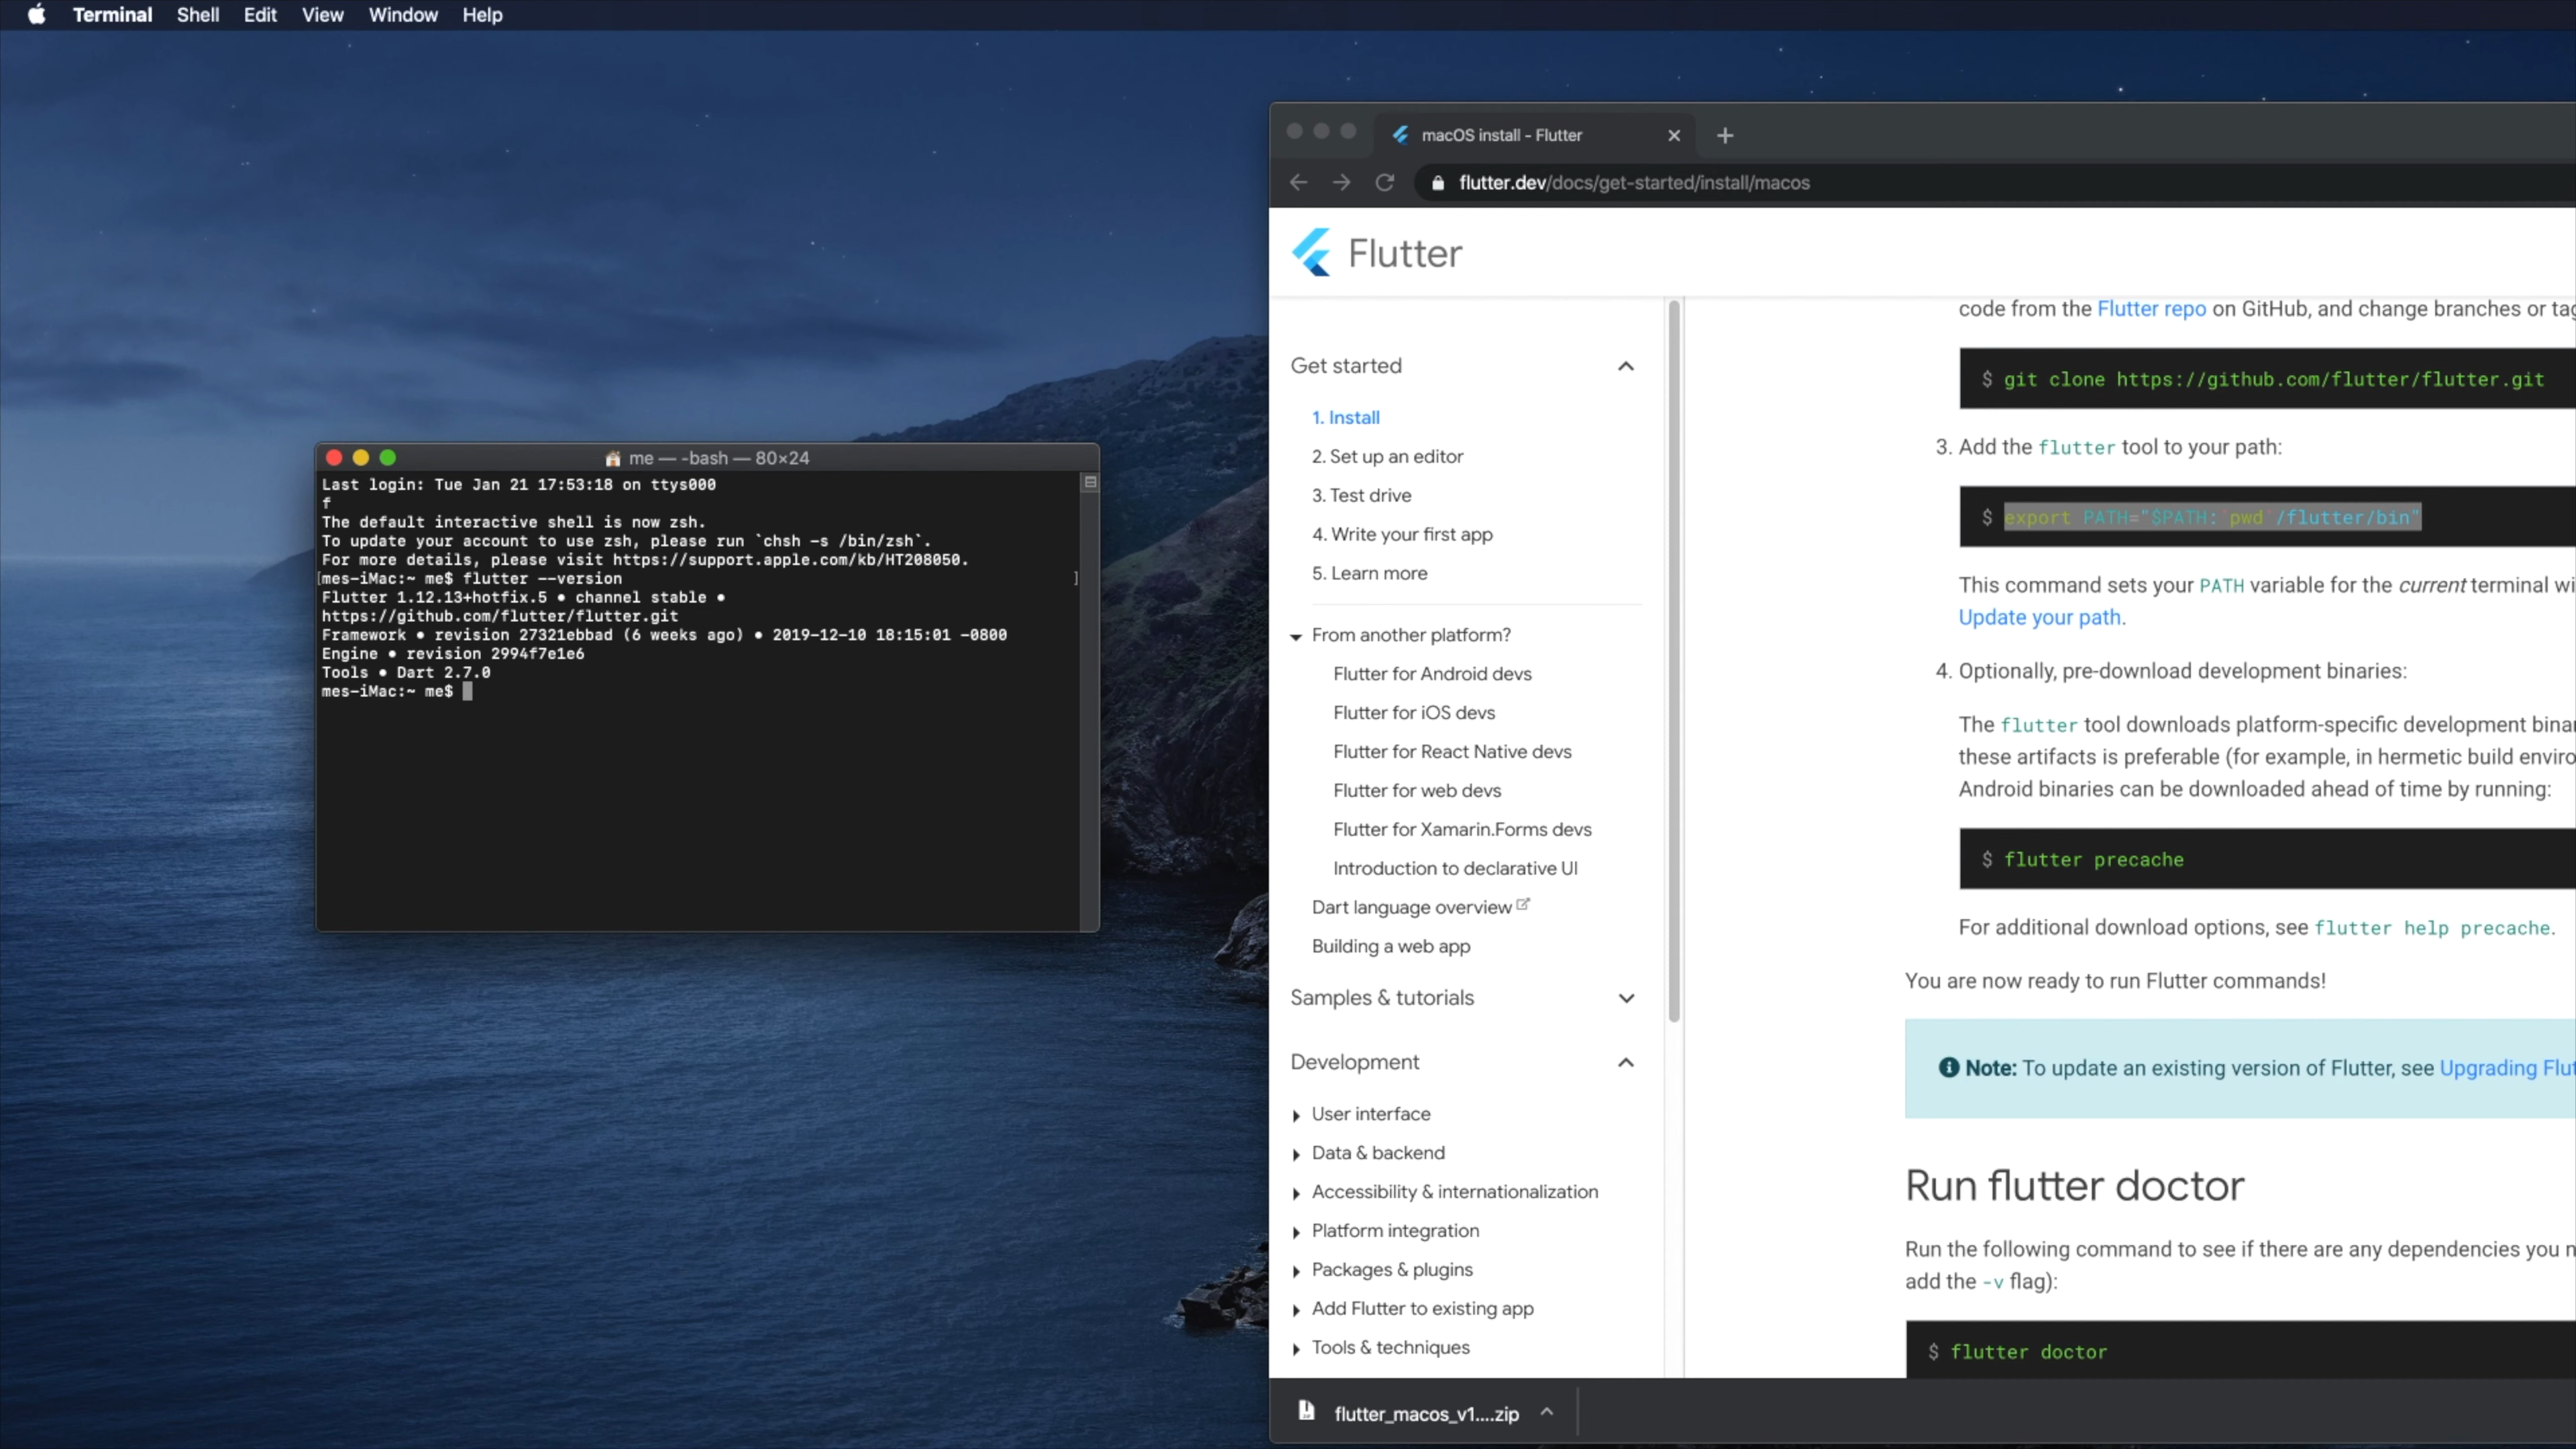 Terminal Shell Edit View Window Help
me — -bash — 80×24
Last login: Tue Jan 21 17:53:18 on ttys000
f
The default interactive shell is now zsh.
To update your account to use zsh, please run `chsh -s /bin/zsh`.
For more details, please visit https://support.apple.com/kb/HT208050.
[mes-iMac:~ me$ flutter --version ]
Flutter 1.12.13+hotfix.5 • channel stable •
https://github.com/flutter/flutter.git
Framework • revision 27321ebbad (6 weeks ago) • 2019-12-10 18:15:01 -0800
Engine • revision 2994f7e1e6
Tools • Dart 2.7.0
mes-iMac:~ me$
macOS install - Flutter
flutter.dev/docs/get-started/install/macos
Flutter
Get started
1. Install
2. Set up an editor
3. Test drive
4. Write your first app
5. Learn more
From another platform?
Flutter for Android devs
Flutter for iOS devs
Flutter for React Native devs
Flutter for web devs
Flutter for Xamarin.Forms devs
Introduction to declarative UI
Dart language overview
Building a web app
Samples & tutorials
Development
User interface
Data & backend
Accessibility & internationalization
Platform integration
Packages & plugins
Add Flutter to existing app
Tools & techniques
code from the Flutter repo on GitHub, and change branches or tag
$ git clone https://github.com/flutter/flutter.git
3. Add the flutter tool to your path:
$ export PATH="$PATH:`pwd`/flutter/bin"
This command sets your PATH variable for the current terminal wi
Update your path.
4. Optionally, pre-download development binaries:
The flutter tool downloads platform-specific development binar
these artifacts is preferable (for example, in hermetic build enviro
Android binaries can be downloaded ahead of time by running:
$ flutter precache
For additional download options, see flutter help precache.
You are now ready to run Flutter commands!
Note: To update an existing version of Flutter, see Upgrading Flut
Run flutter doctor
Run the following command to see if there are any dependencies you n
add the -v flag):
$ flutter doctor
flutter_macos_v1....zip